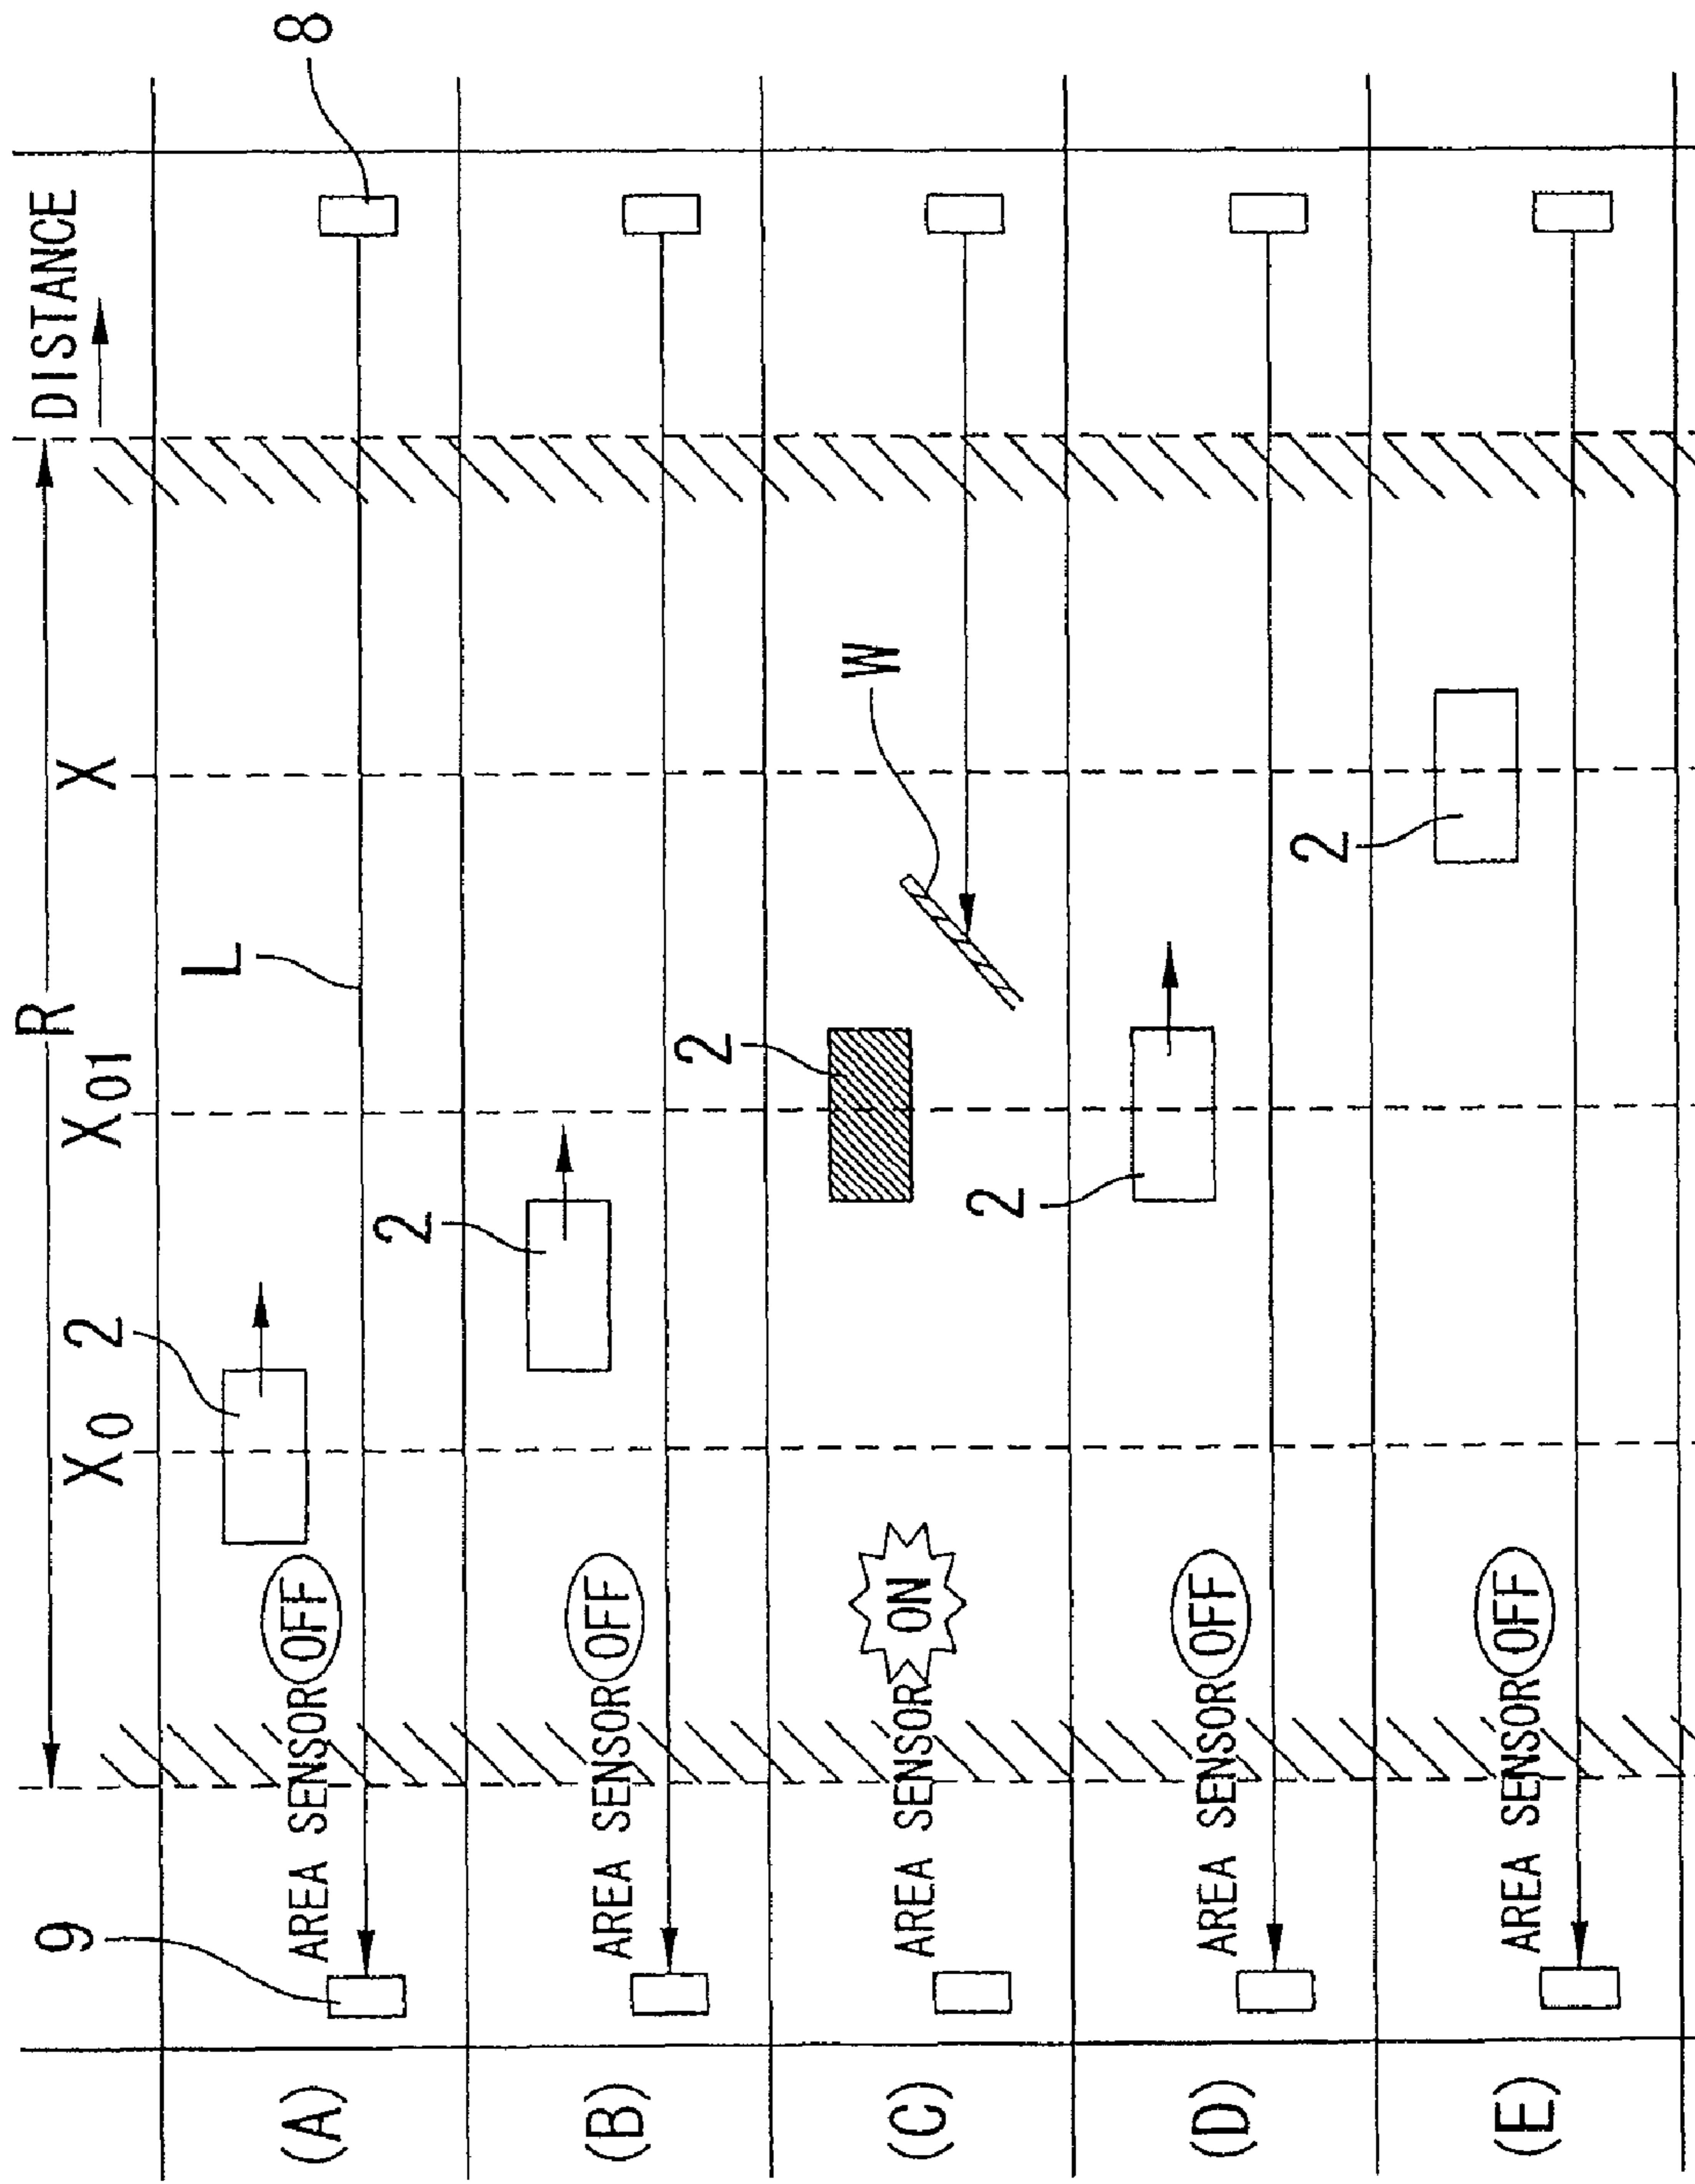 R
DISTANCE
X₀
2
X₀₁
X
9
8
L
(A)
AREA SENSOR OFF
(B)
AREA SENSOR OFF
2
(C)
AREA SENSOR ON
2
W
(D)
AREA SENSOR OFF
2
(E)
AREA SENSOR OFF
2